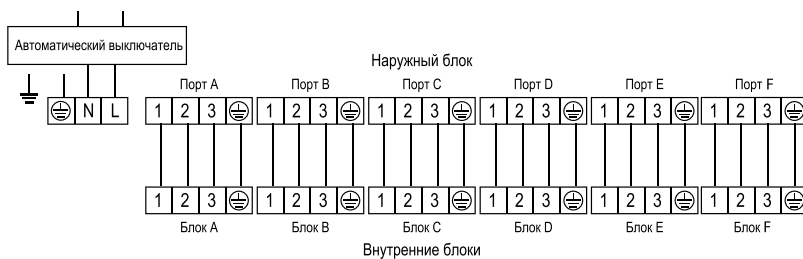 Автоматический выключатель
Наружный блок
Порт A Порт B Порт C Порт D Порт E Порт F
N L 1 2 3 1 2 3 1 2 3 1 2 3 1 2 3 1 2 3
1 2 3 1 2 3 1 2 3 1 2 3 1 2 3 1 2 3
Блок A Блок B Блок C Блок D Блок E Блок F
Внутренние блоки